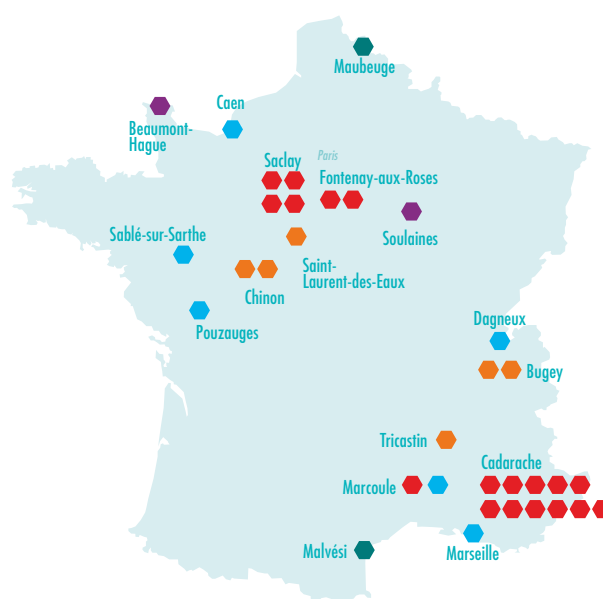 Maubeuge
Caen
Beaumont-
Hague
Paris
Saclay
Fontenay-aux-Roses
Sablé-sur-Sarthe
Soulaines
Saint-
Laurent-des-Eaux
Chinon
Pouzauges
Dagneux
Bugey
Tricastin
Cadarache
Marcoule
Malvési
Marseille